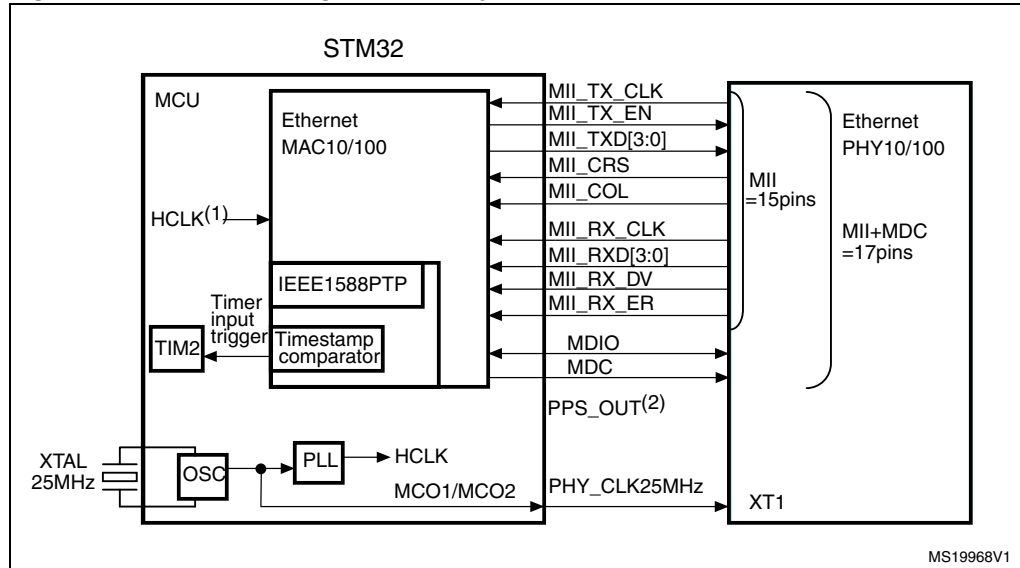 STM32
MCU
Ethernet
MAC10/100
HCLK(1)
IEEE1588PTP
Timer
input
trigger
Timestamp
comparator
TIM2
XTAL
25MHz
OSC
PLL
HCLK
MCO1/MCO2
MII_TX_CLK
MII_TX_EN
MII_TXD[3:0]
MII_CRS
MII_COL
MII_RX_CLK
MII_RXD[3:0]
MII_RX_DV
MII_RX_ER
MDIO
MDC
PPS_OUT(2)
PHY_CLK25MHz
MII
=15pins
Ethernet
PHY10/100
MII+MDC
=17pins
XT1
MS19968V1